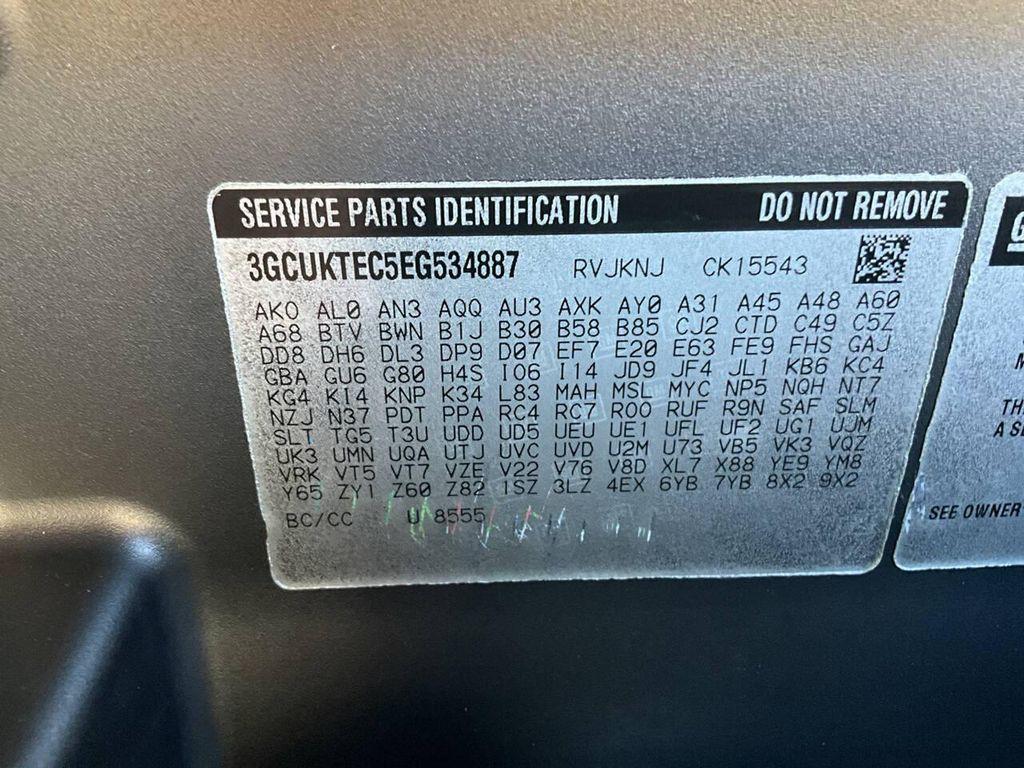 SERVICE PARTS IDENTIFICATION DO NOT REMOVE
3GCUKTEC5EG534887 RVJKNJ CK15543
AKO AL0 AN3 AQQ AU3 AXK AY0 A31 A45 A48 A60
A68 BTV BWN B1J B30 B58 B85 CJ2 CTD C49 C5Z
DD8 DH6 DL3 DP9 D07 EF7 E20 E63 FE9 FHS GAJ
GBA GU6 G80 H4S I06 I14 JD9 JF4 JL1 KB6 KC4
KG4 KI4 KNP K34 L83 MAH MSL MYC NP5 NQH NT7
NZJ N37 PDT PPA RC4 RC7 R00 RUF R9N SAF SLM
SLT TG5 T3U UDD UD5 UEU UE1 UFL UF2 UG1 UJM
UK3 UMN UQA UTJ UVC UVD U2M U73 VB5 VK3 VQZ
VRK VT5 VT7 VZE V22 V76 V8D XL7 X88 YE9 YM8
Y65 ZY1 Z60 Z82 1SZ 3LZ 4EX 6YB 7YB 8X2 9X2
BC/CC U 8555
G
M
TH
A SE
SEE OWNER